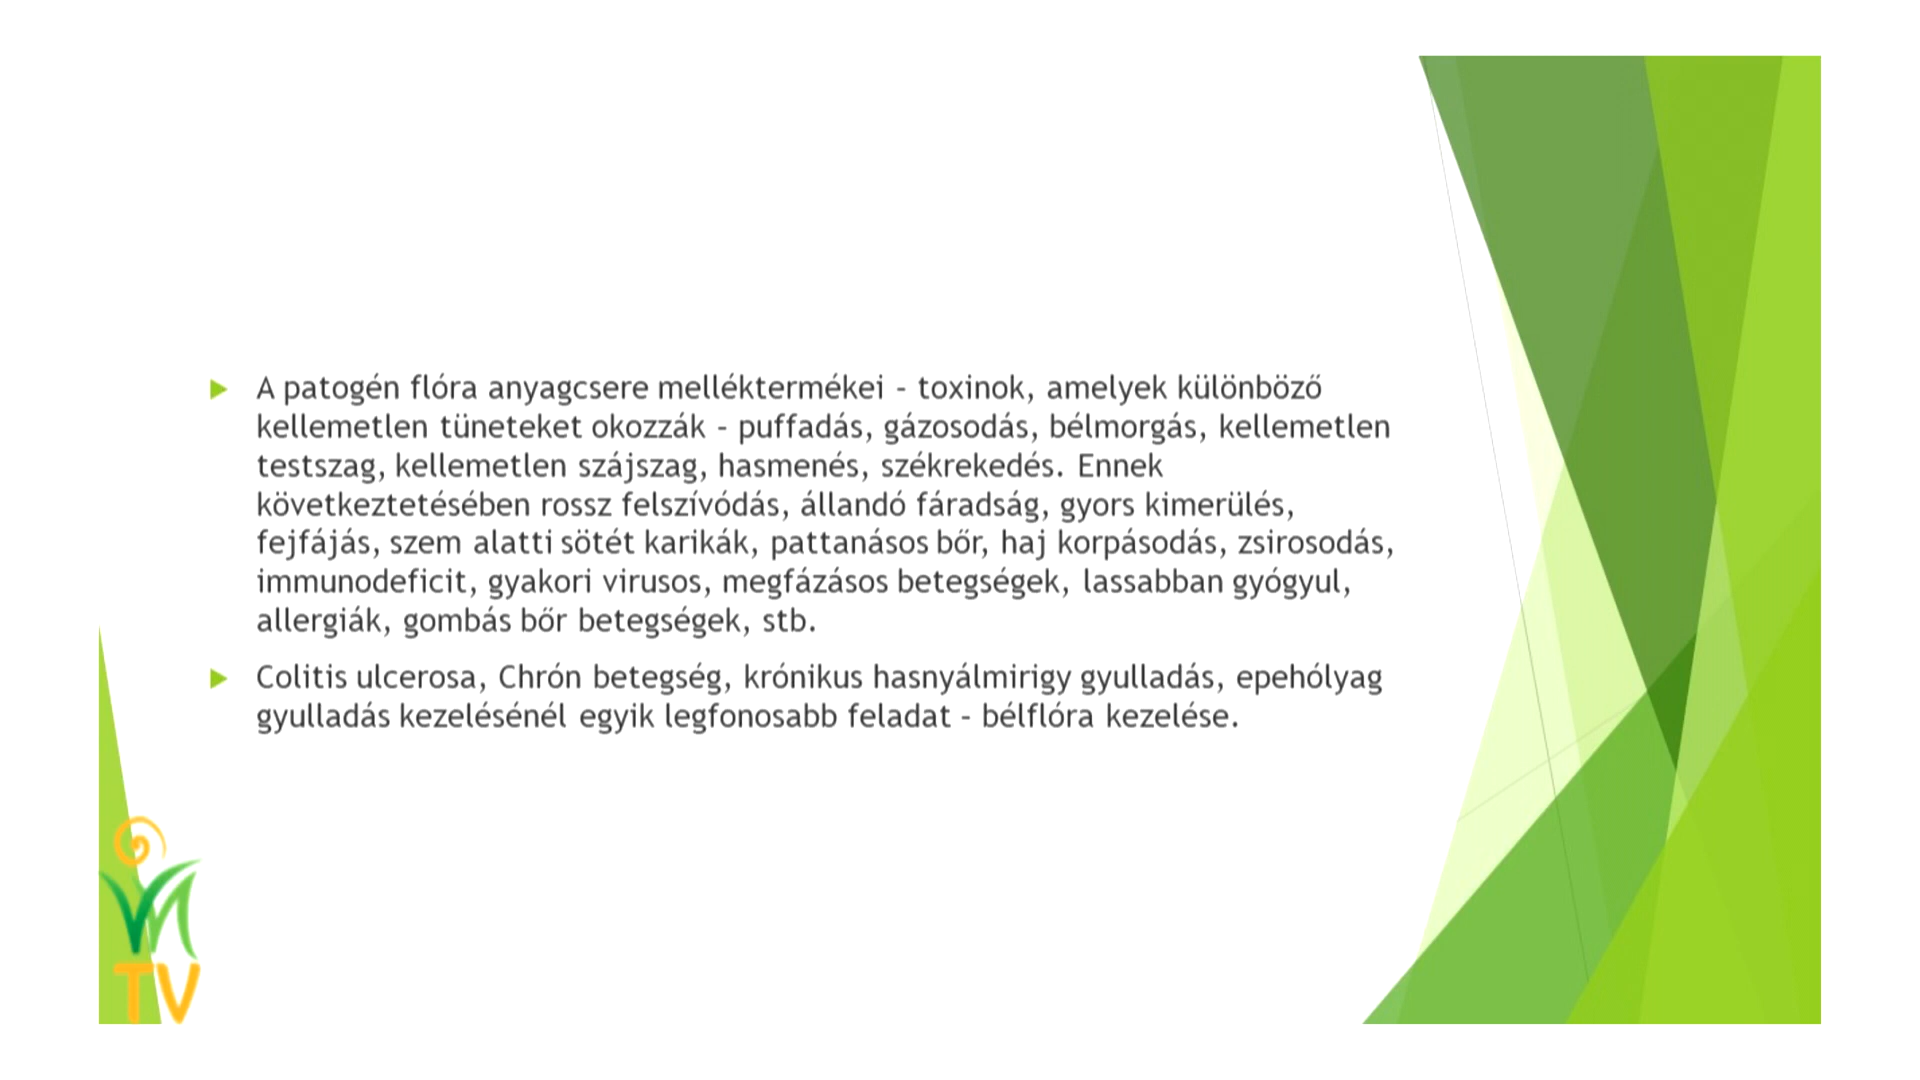 A patogén flóra anyagcsere melléktermékei - toxinok, amelyek különböző
kellemetlen tüneteket okozzák - puffadás, gázosodás, bélmorgás, kellemetlen
testszag, kellemetlen szájszag, hasmenés, székrekedés. Ennek
következtetésében rossz felszívódás, állandó fáradság, gyors kimerülés,
fejfájás, szem alatti sötét karikák, pattanásos bőr, haj korpásodás, zsirosodás,
immunodeficit, gyakori virusos, megfázásos betegségek, lassabban gyógyul,
allergiák, gombás bőr betegségek, stb.
Colitis ulcerosa, Chrón betegség, krónikus hasnyálmirigy gyulladás, epehólyag
gyulladás kezelésénél egyik legfonosabb feladat - bélflóra kezelése.
TV